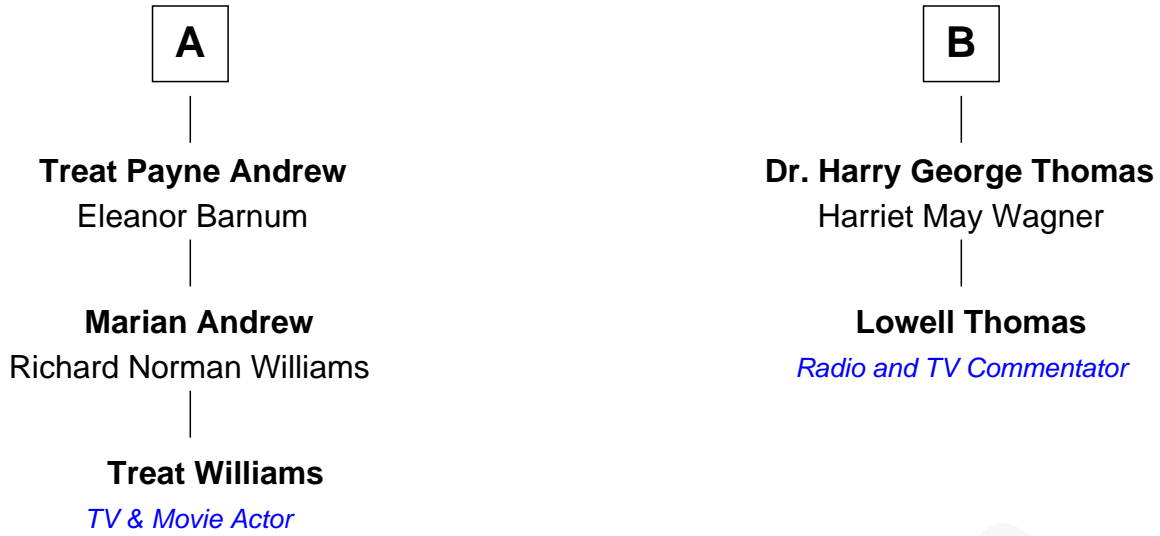 A
Treat Payne Andrew
Eleanor Barnum
Marian Andrew
Richard Norman Williams
Treat Williams
TV & Movie Actor
B
Dr. Harry George Thomas
Harriet May Wagner
Lowell Thomas
Radio and TV Commentator